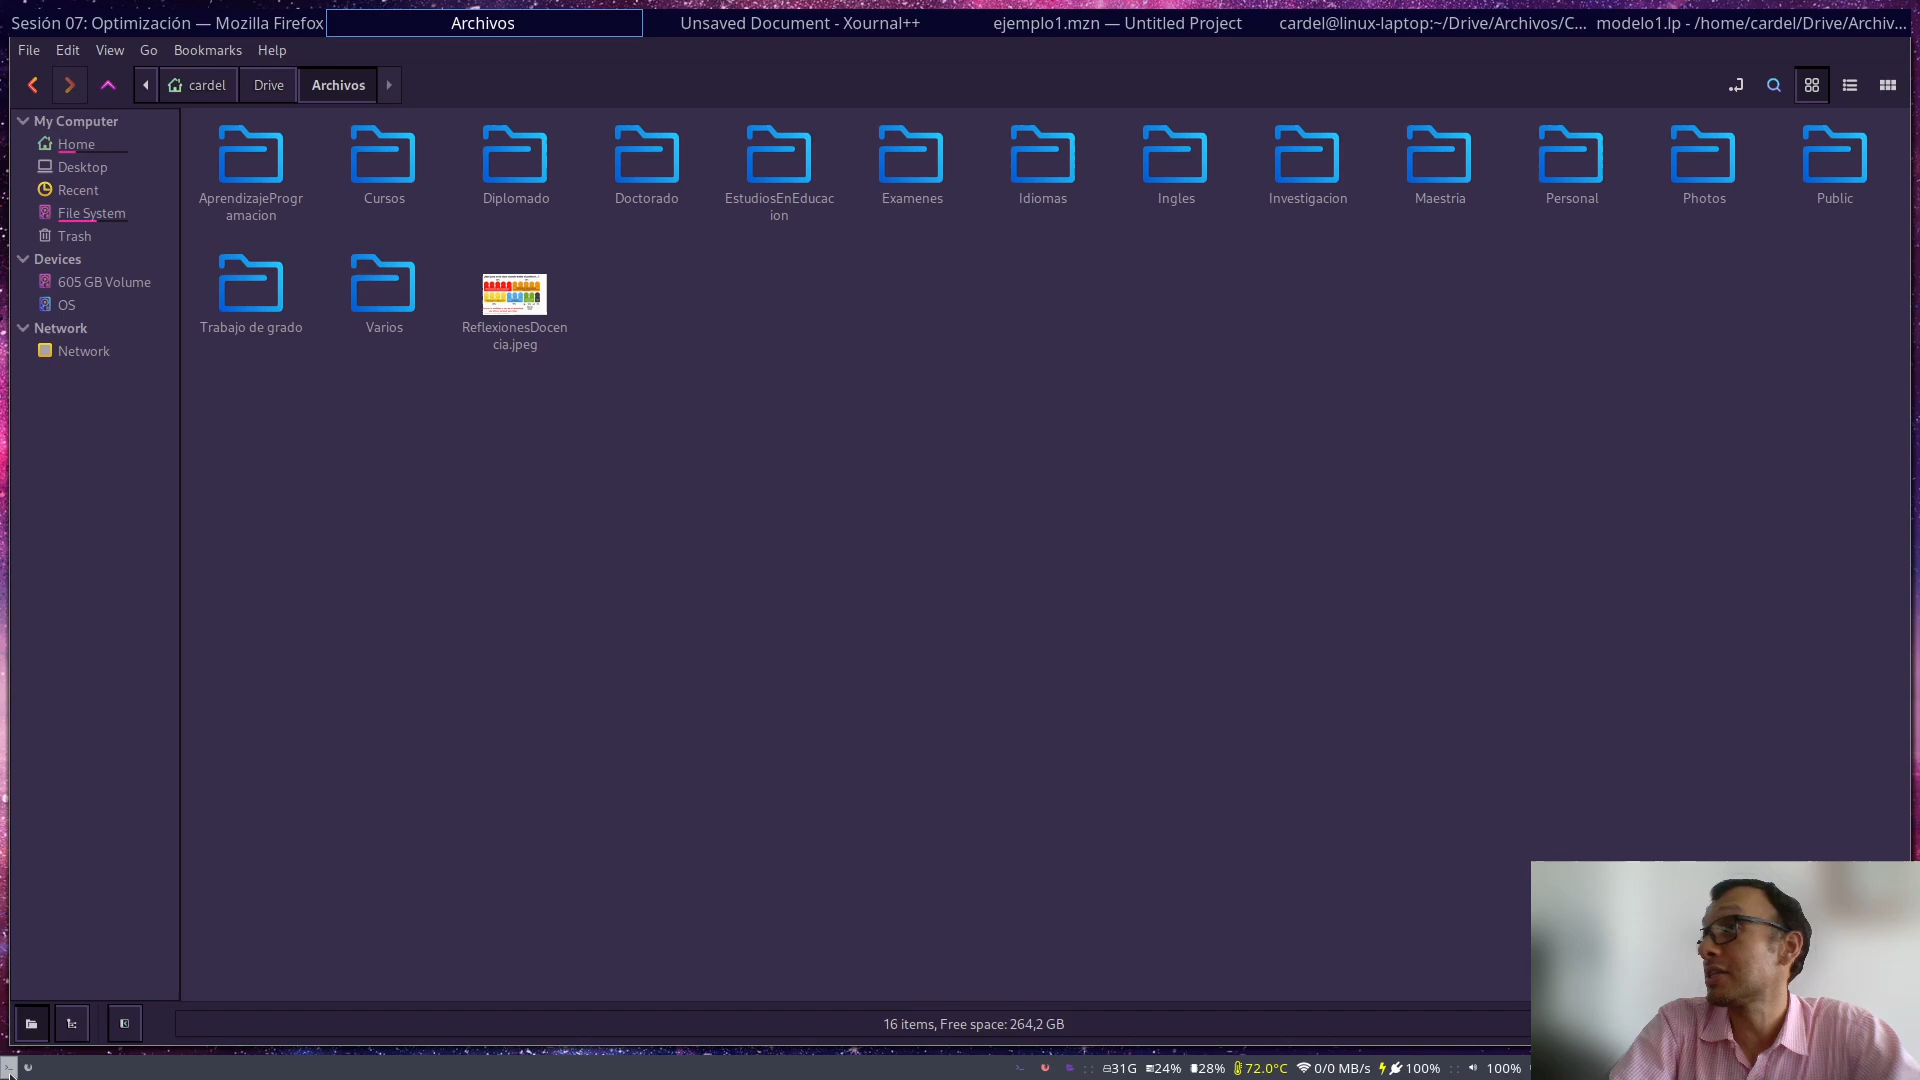 Sesión 07: Optimización — Mozilla Firefox
Archivos
Unsaved Document - Xournal++
ejemplo1.mzn — Untitled Project
cardel@linux-laptop:~/Drive/Archivos/C...
modelo1.lp - /home/cardel/Drive/Archiv...
File Edit View Go Bookmarks Help
cardel Drive Archivos
My Computer
Home
Desktop
Recent
File System
Trash
Devices
605 GB Volume
OS
Network
Network
AprendizajeProgr
amacion
Cursos
Diplomado
Doctorado
EstudiosEnEducac
ion
Examenes
Idiomas
Ingles
Investigacion
Maestria
Personal
Photos
Public
Trabajo de grado
Varios
ReflexionesDocen
cia.jpeg
16 items, Free space: 264,2 GB
31G 24% 28% 72.0°C 0/0 MB/s 100% 100%